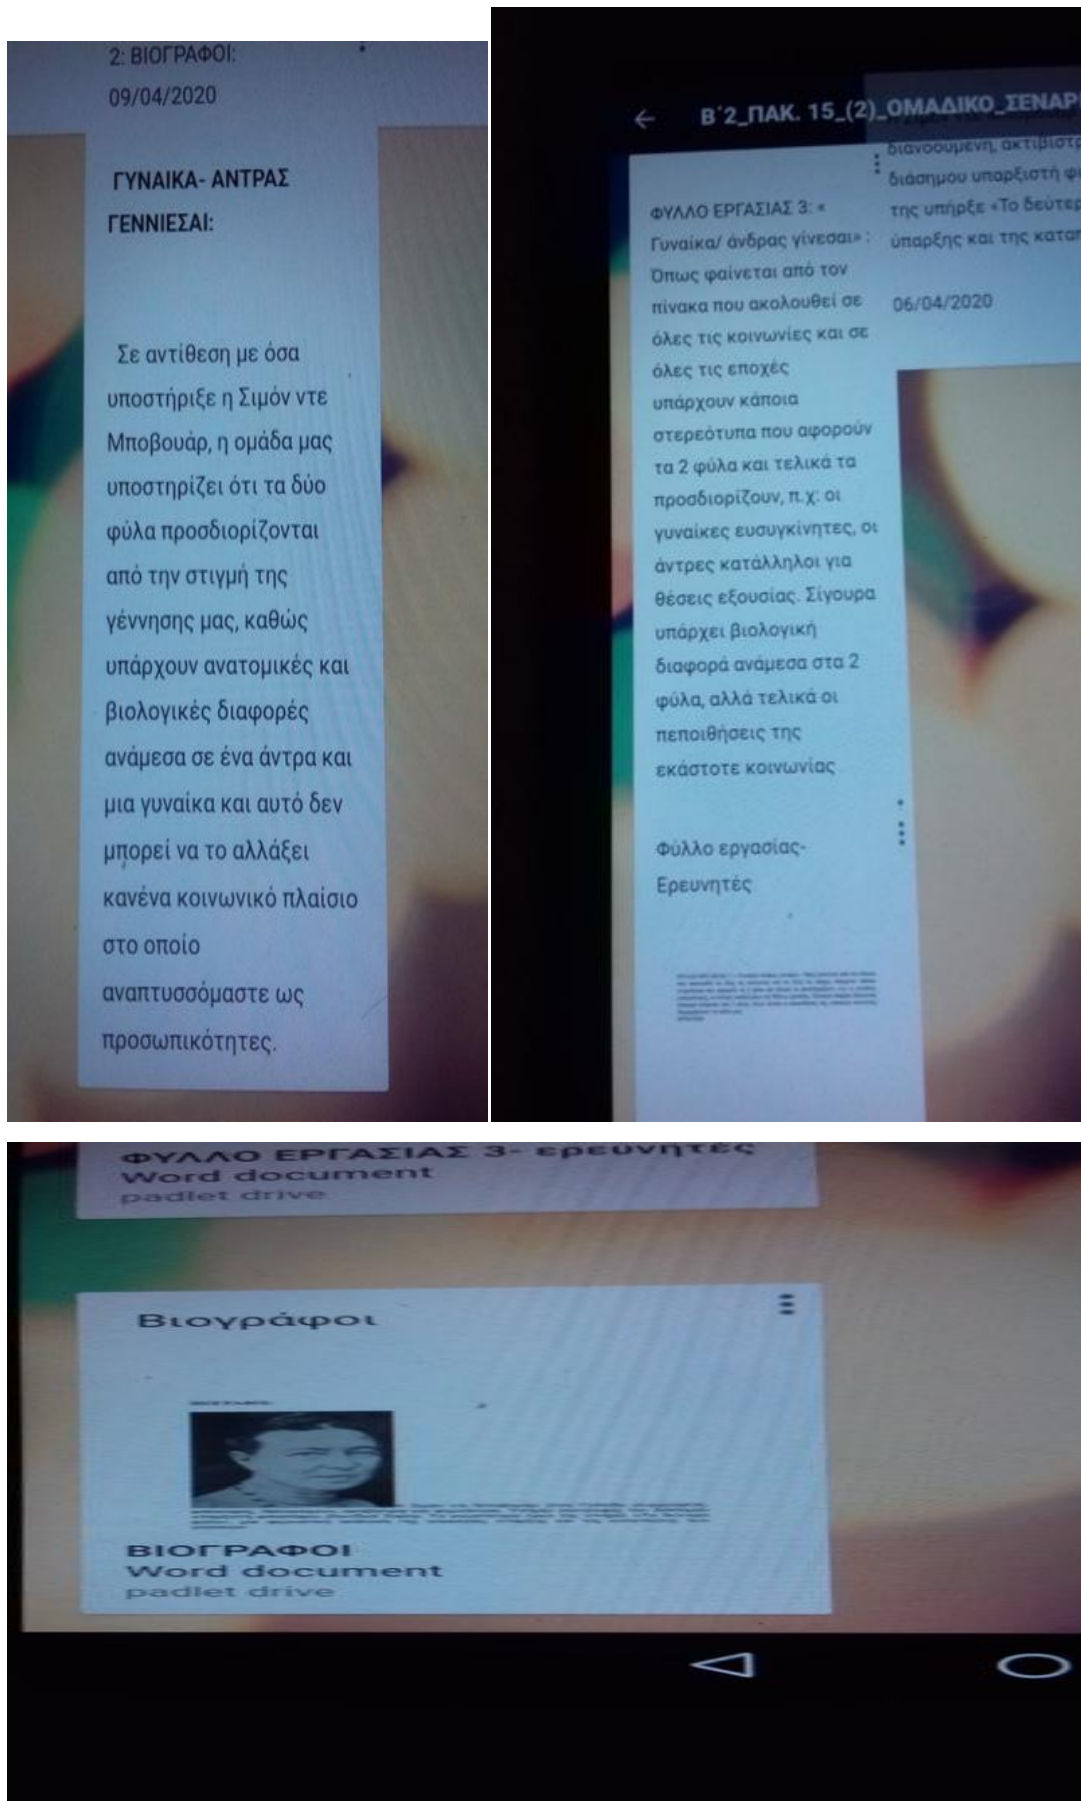 2: ΒΙΟΓΡΑΦΟΙ:
09/04/2020
ΓΥΝΑΙΚΑ- ΑΝΤΡΑΣ
ΓΕΝΝΙΕΣΑΙ:
Σε αντίθεση με όσα
υποστήριξε η Σιμόν ντε
Μποβουάρ, η ομάδα μας
υποστηρίζει ότι τα δύο
φύλα προσδιορίζονται
από την στιγμή της
γέννησης μας, καθώς
υπάρχουν ανατομικές και
βιολογικές διαφορές
ανάμεσα σε ένα άντρα και
μια γυναίκα και αυτό δεν
μπορεί να το αλλάξει
κανένα κοινωνικό πλαίσιο
στο οποίο
αναπτυσσόμαστε ως
προσωπικότητες.
Β΄2_ΠΑΚ. 15_(2)_ΟΜΑΔΙΚΟ_ΣΕΝΑΡ
ΦΥΛΛΟ ΕΡΓΑΣΙΑΣ 3: «
Γυναίκα/ άνδρας γίνεσαι» :
Όπως φαίνεται από τον
πίνακα που ακολουθεί σε
όλες τις κοινωνίες και σε
όλες τις εποχές
υπάρχουν κάποια
στερεότυπα που αφορούν
τα 2 φύλα και τελικά τα
προσδιορίζουν, π.χ: οι
γυναίκες ευσυγκίνητες, οι
άντρες κατάλληλοι για
θέσεις εξουσίας. Σίγουρα
υπάρχει βιολογική
διαφορά ανάμεσα στα 2
φύλα, αλλά τελικά οι
πεποιθήσεις της
εκάστοτε κοινωνίας
Φύλλο εργασίας-
Ερευνητές
διανοούμενη, ακτιβίστρ
διάσημου υπαρξιστή φι
της υπήρξε «Το δεύτερ
ύπαρξης και της καταπ
06/04/2020
ΦΥΛΛΟ ΕΡΓΑΣΙΑΣ 3- ερευνητές
Word document
padlet drive
Βιογράφοι
ΒΙΟΓΡΑΦΟΙ
Word document
padlet drive